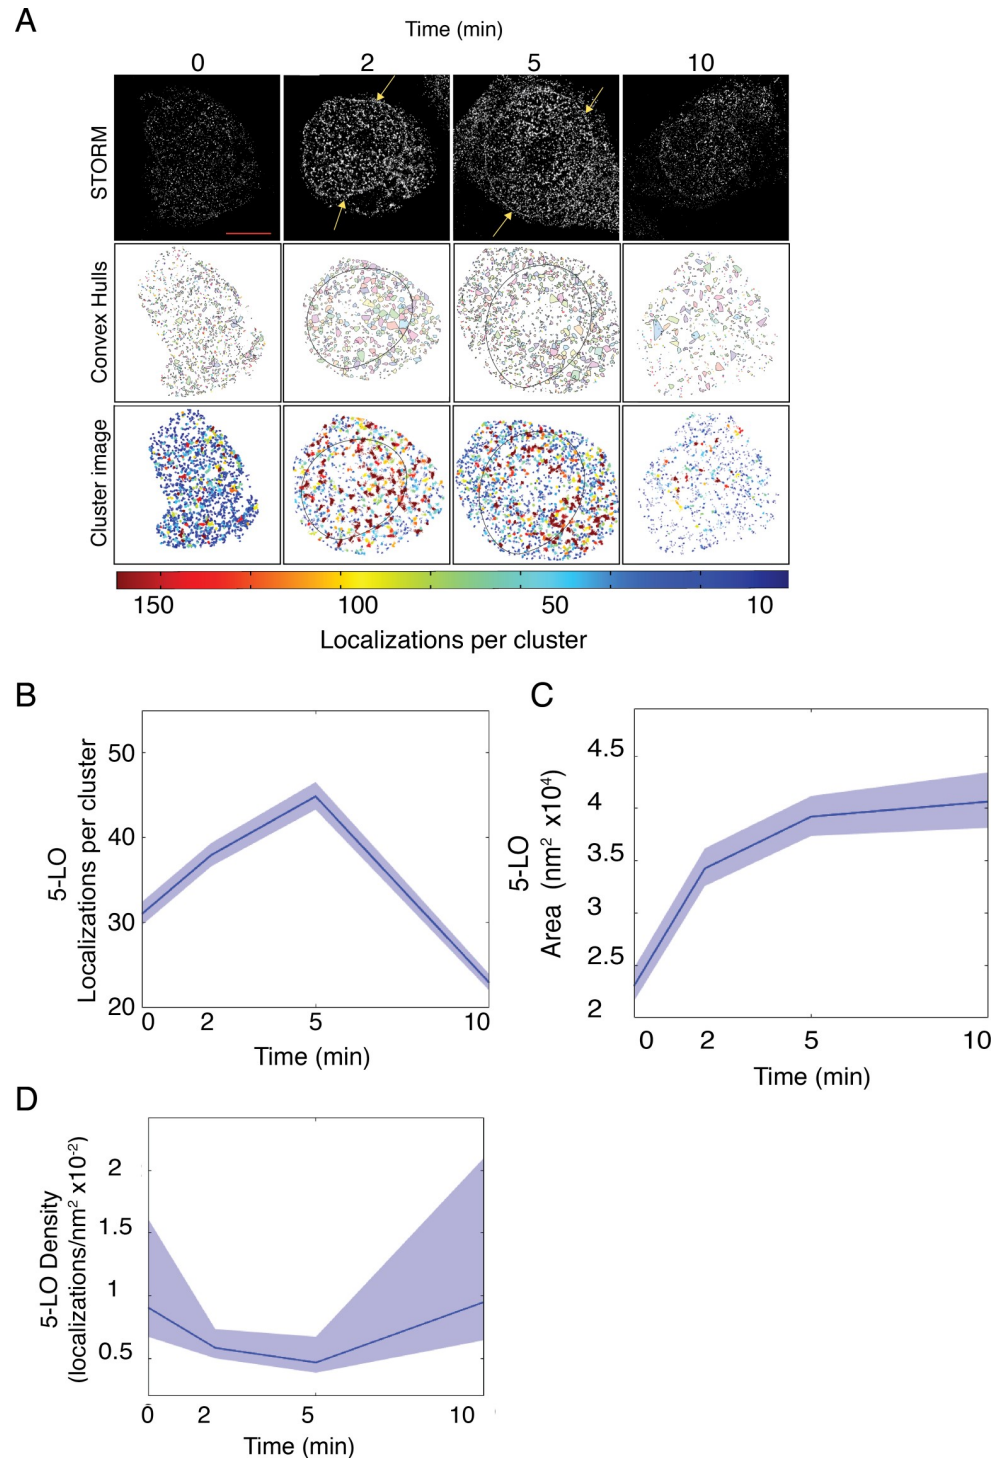 A
Time (min)
0 2 5 10
STORM
Convex Hulls
Cluster image
150 100 50 10
Localizations per cluster
B
5-LO
Localizations per cluster
50
40
30
20
0 2 5 10
Time (min)
C
5-LO
Area (nm² x10⁴)
4.5
4
3.5
3
2.5
2
0 2 5 10
Time (min)
D
5-LO Density
(localizations/nm² x10⁻²)
2
1.5
1
0.5
0 2 5 10
Time (min)